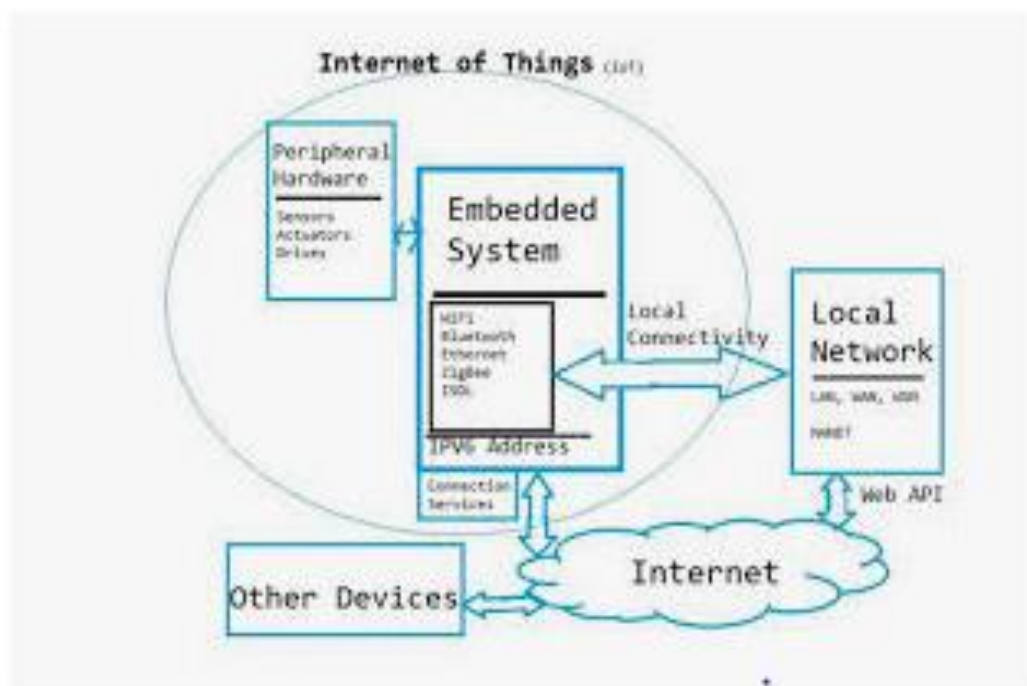 Internet of Things (IoT)
Peripheral
Hardware
Sensors
Actuators
Drives
Embedded
System
WiFi
Bluetooth
Ethernet
ZigBee
IPV6 Address
Connection
Services
Local
Connectivity
Local
Network
LAN, WAN,
MANET
Web API
Internet
Other Devices